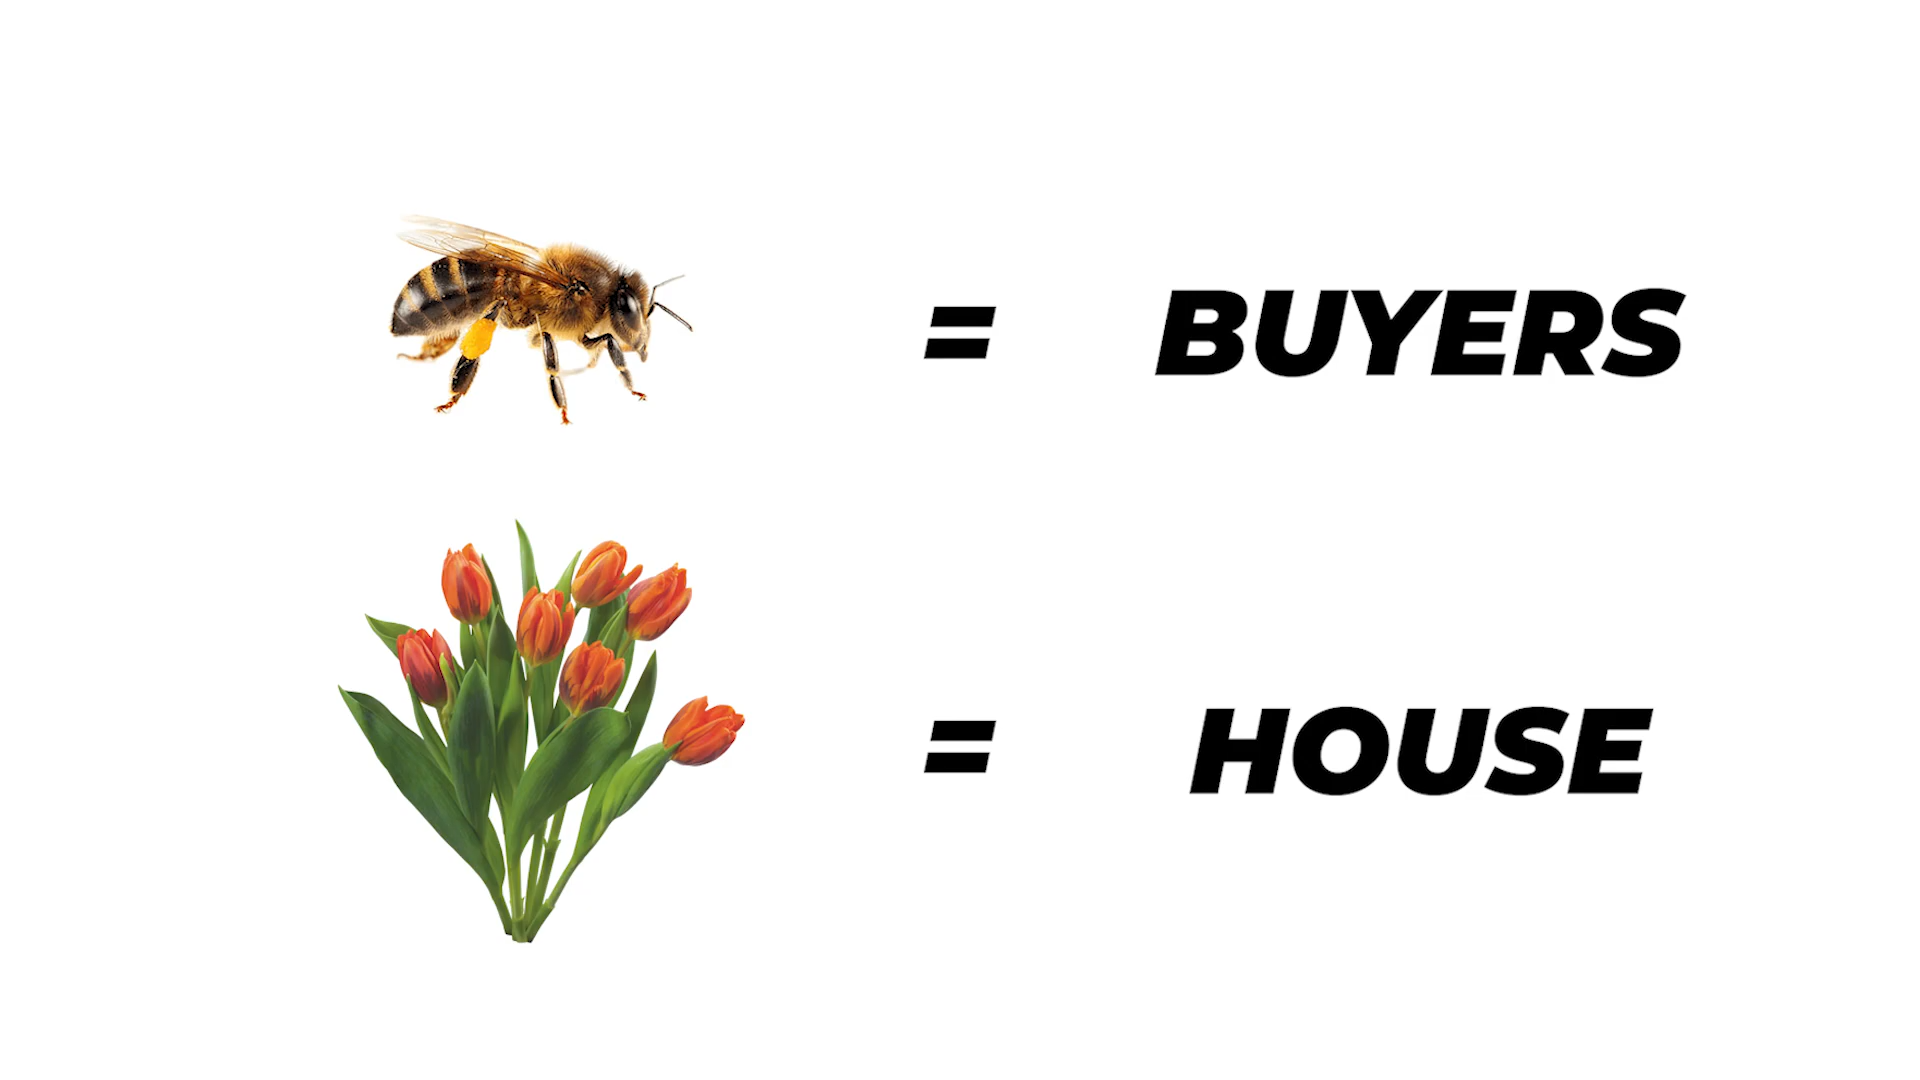 = BUYERS
= HOUSE